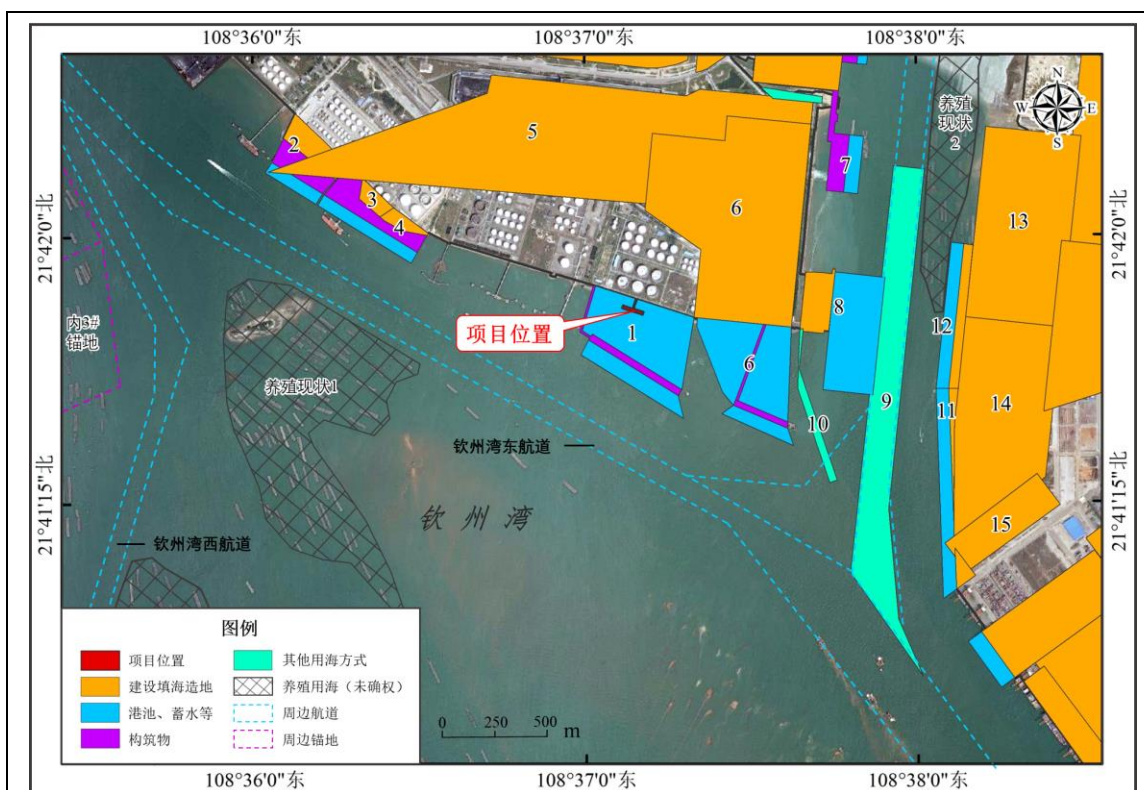 108°36'0"东
108°37'0"东
108°38'0"东
N
W
E
S
养殖
现状
2
2
5
7
3
4
6
13
21°42'0"北
21°42'0"北
8
内3#
锚地
项目位置
1
12
养殖现状1
6
9
11
14
10
钦州湾东航道
21°41'15"北
21°41'15"北
钦州湾
15
钦州湾西航道
图例
项目位置
其他用海方式
建设填海造地
养殖用海（未确权）
港池、蓄水等
周边航道
构筑物
周边锚地
0 250 500
m
108°36'0"东
108°37'0"东
108°38'0"东